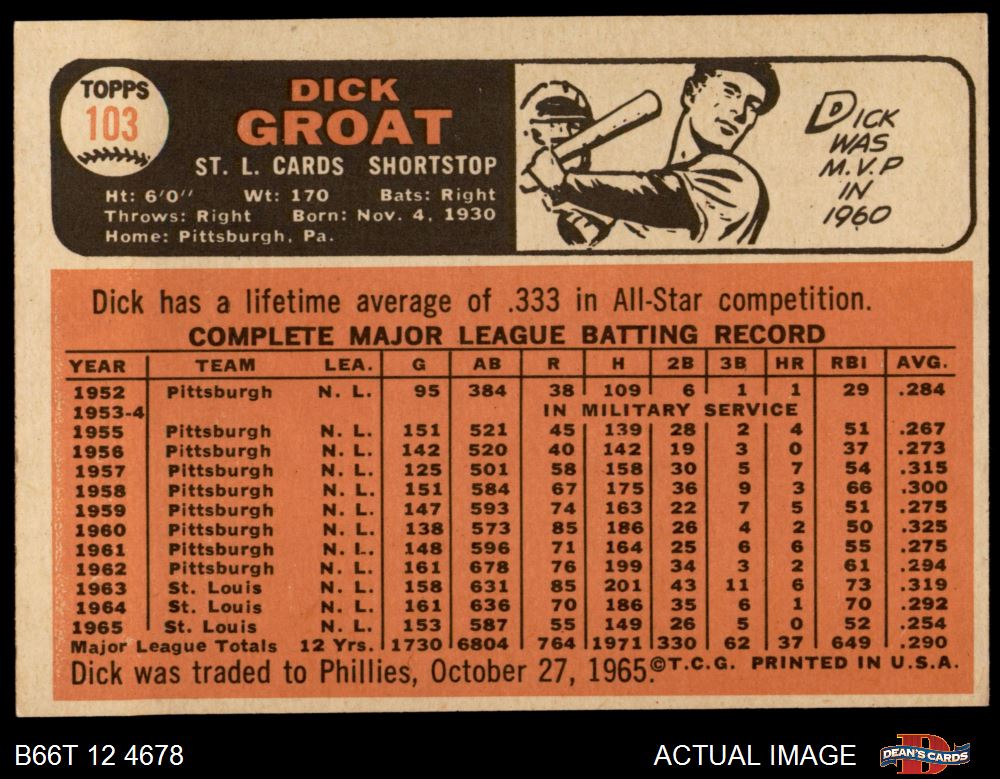 TOPPS
103
DICK
GROAT
ST. L. CARDS SHORTSTOP
Ht: 6'0'' Wt: 170 Bats: Right
Throws: Right Born: Nov. 4, 1930
Home: Pittsburgh, Pa.
DICK
WAS
M.V.P
IN
1960
Dick has a lifetime average of .333 in All-Star competition.
COMPLETE MAJOR LEAGUE BATTING RECORD
YEAR TEAM LEA. G AB R H 2B 3B HR RBI AVG.
1952 Pittsburgh N. L. 95 384 38 109 6 1 1 29 .284
1953-4 IN MILITARY SERVICE
1955 Pittsburgh N. L. 151 521 45 139 28 2 4 51 .267
1956 Pittsburgh N. L. 142 520 40 142 19 3 0 37 .273
1957 Pittsburgh N. L. 125 501 58 158 30 5 7 54 .315
1958 Pittsburgh N. L. 151 584 67 175 36 9 3 66 .300
1959 Pittsburgh N. L. 147 593 74 163 22 7 5 51 .275
1960 Pittsburgh N. L. 138 573 85 186 26 4 2 50 .325
1961 Pittsburgh N. L. 148 596 71 164 25 6 6 55 .275
1962 Pittsburgh N. L. 161 678 76 199 34 3 2 61 .294
1963 St. Louis N. L. 158 631 85 201 43 11 6 73 .319
1964 St. Louis N. L. 161 636 70 186 35 6 1 70 .292
1965 St. Louis N. L. 153 587 55 149 26 5 0 52 .254
Major League Totals 12 Yrs. 1730 6804 764 1971 330 62 37 649 .290
Dick was traded to Phillies, October 27, 1965. ©T.C.G. PRINTED IN U.S.A.
B66T 12 4678 ACTUAL IMAGE DEAN'S CARDS